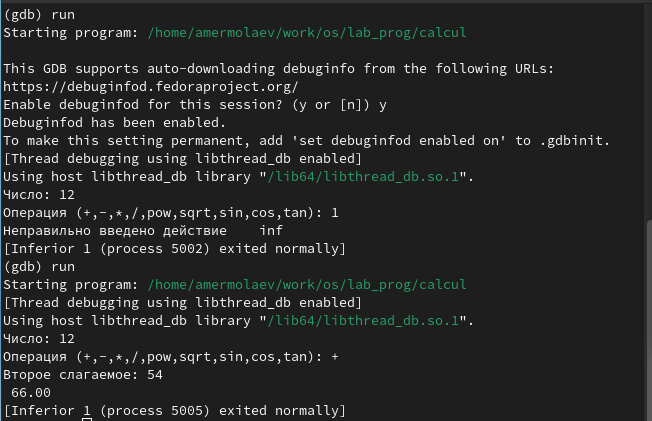 (gdb) run
Starting program: /home/amermolaev/work/os/lab_prog/calcul
This GDB supports auto-downloading debuginfo from the following URLs:
https://debuginfod.fedoraproject.org/
Enable debuginfod for this session? (y or [n]) y
Debuginfod has been enabled.
To make this setting permanent, add 'set debuginfod enabled on' to .gdbinit.
[Thread debugging using libthread_db enabled]
Using host libthread_db library "/lib64/libthread_db.so.1".
Число: 12
Операция (+,-,*,/,pow,sqrt,sin,cos,tan): 1
Неправильно введено действие    inf
[Inferior 1 (process 5002) exited normally]
(gdb) run
Starting program: /home/amermolaev/work/os/lab_prog/calcul
[Thread debugging using libthread_db enabled]
Using host libthread_db library "/lib64/libthread_db.so.1".
Число: 12
Операция (+,-,*,/,pow,sqrt,sin,cos,tan): +
Второе слагаемое: 54
 66.00
[Inferior 1 (process 5005) exited normally]